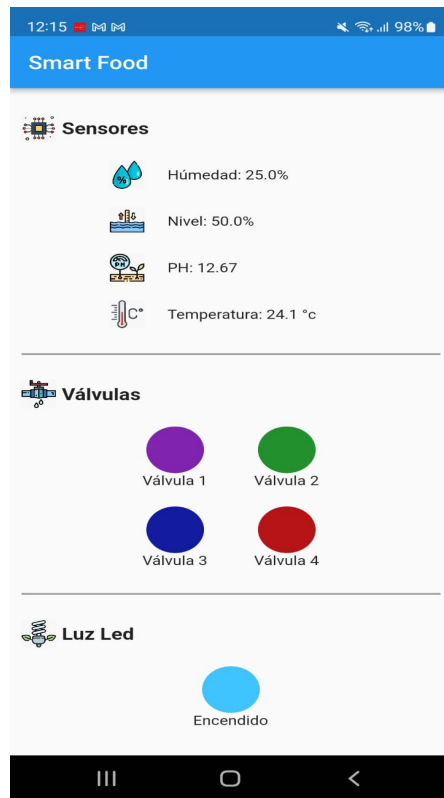 12:15 98%
Smart Food
Sensores
% Húmedad: 25.0%
Nivel: 50.0%
PH PH: 12.67
C° Temperatura: 24.1 °c
Válvulas
Válvula 1 Válvula 2
Válvula 3 Válvula 4
Luz Led
Encendido